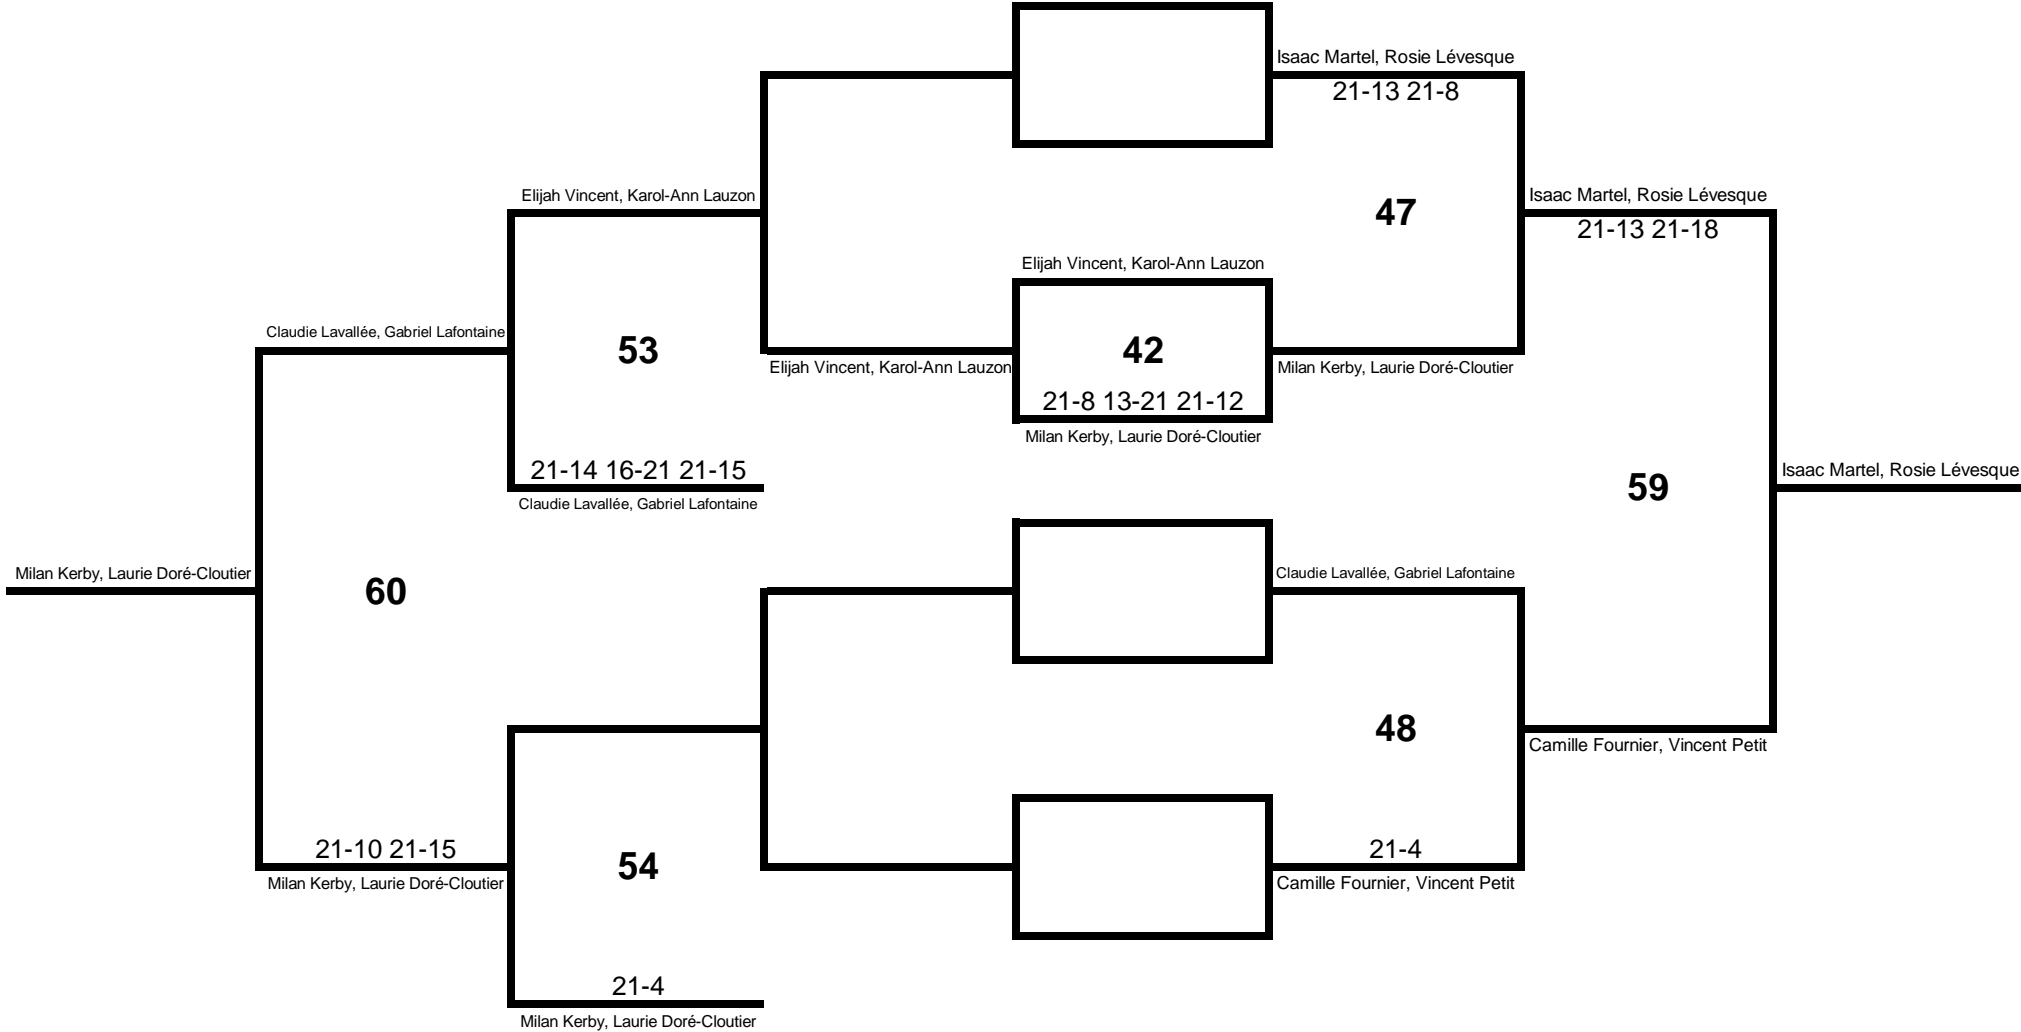 Isaac Martel, Rosie Lévesque
21-13 21-8
Elijah Vincent, Karol-Ann Lauzon
47
Isaac Martel, Rosie Lévesque
21-13 21-18
Elijah Vincent, Karol-Ann Lauzon
Claudie Lavallée, Gabriel Lafontaine
53
42
Elijah Vincent, Karol-Ann Lauzon
Milan Kerby, Laurie Doré-Cloutier
21-8 13-21 21-12
Milan Kerby, Laurie Doré-Cloutier
21-14 16-21 21-15
Claudie Lavallée, Gabriel Lafontaine
59
Isaac Martel, Rosie Lévesque
Milan Kerby, Laurie Doré-Cloutier
60
Claudie Lavallée, Gabriel Lafontaine
48
Camille Fournier, Vincent Petit
21-10 21-15
Milan Kerby, Laurie Doré-Cloutier
54
21-4
Camille Fournier, Vincent Petit
21-4
Milan Kerby, Laurie Doré-Cloutier